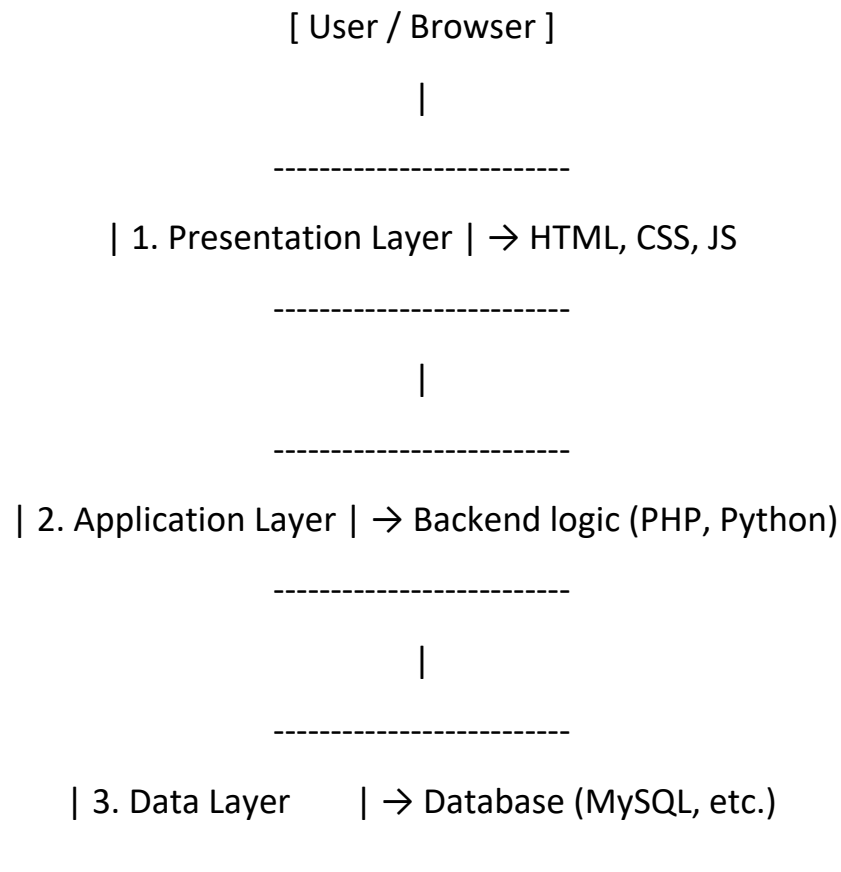 [ User / Browser ]
|
--------------------------
| 1. Presentation Layer | → HTML, CSS, JS
--------------------------
|
--------------------------
| 2. Application Layer | → Backend logic (PHP, Python)
--------------------------
|
--------------------------
| 3. Data Layer | → Database (MySQL, etc.)